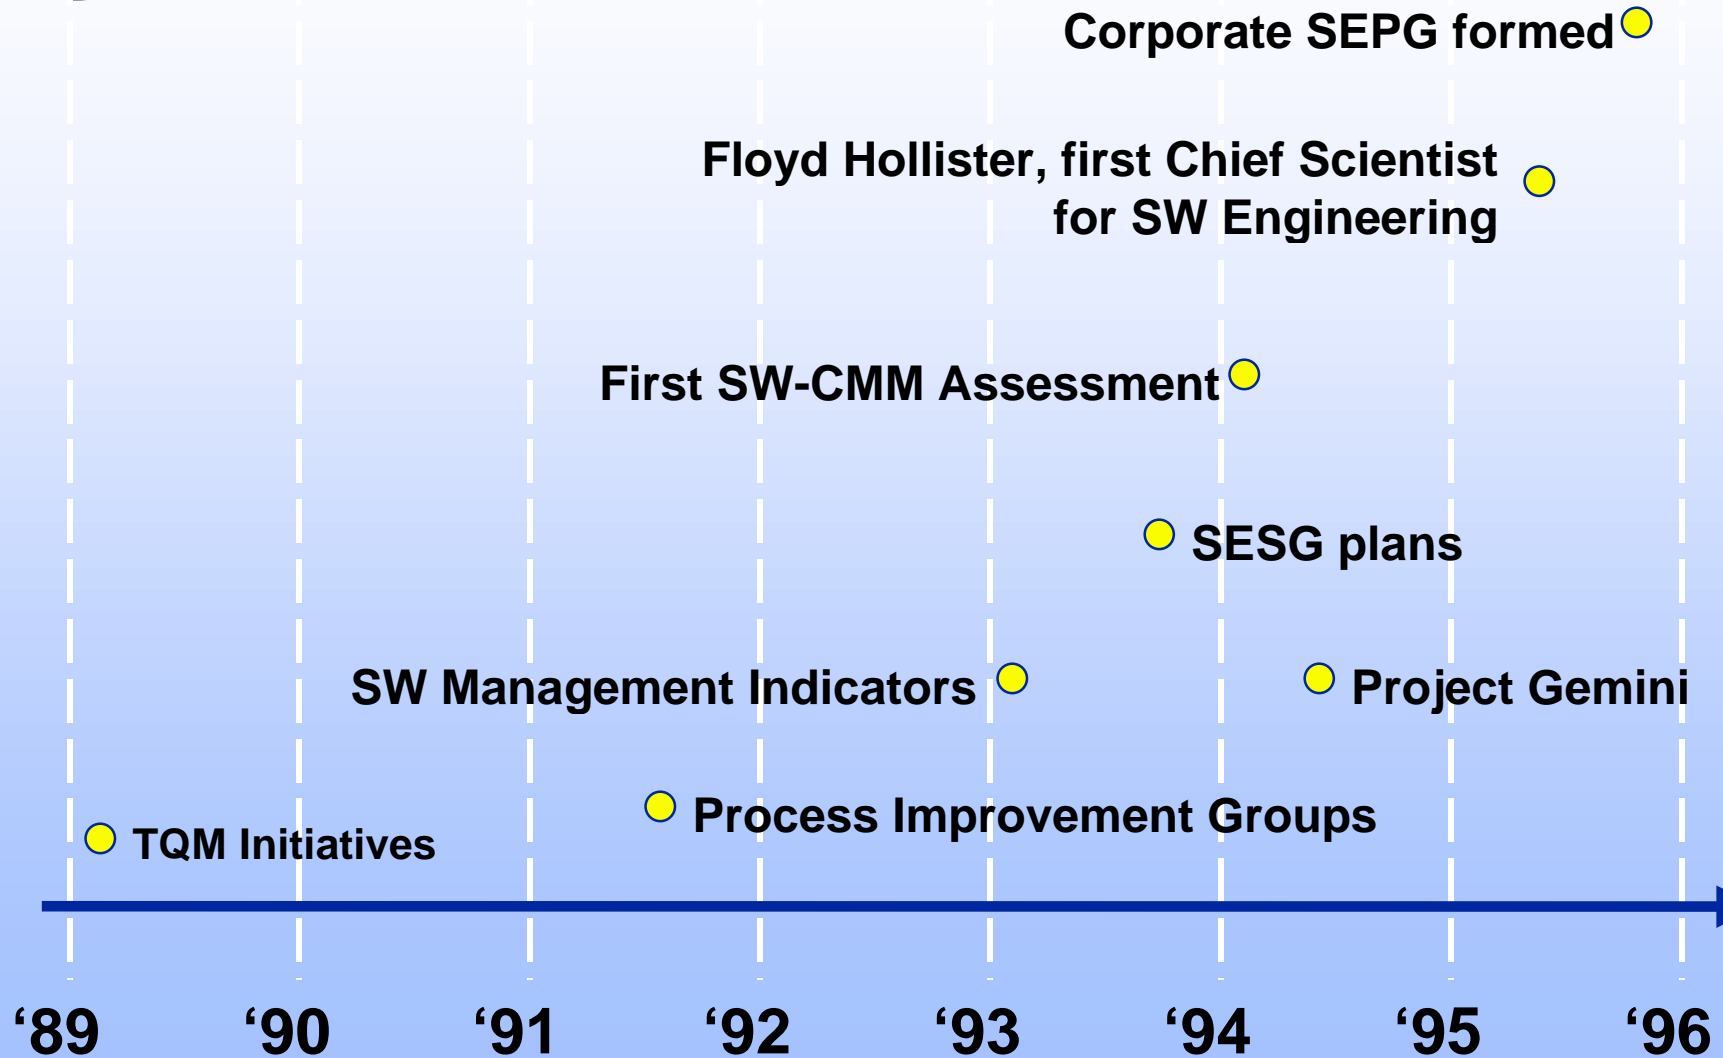 Corporate SEPG formed
Floyd Hollister, first Chief Scientist
for SW Engineering
First SW-CMM Assessment
SESG plans
SW Management Indicators
Project Gemini
Process Improvement Groups
TQM Initiatives
‘89 ‘90 ‘91 ‘92 ‘93 ‘94 ‘95 ‘96